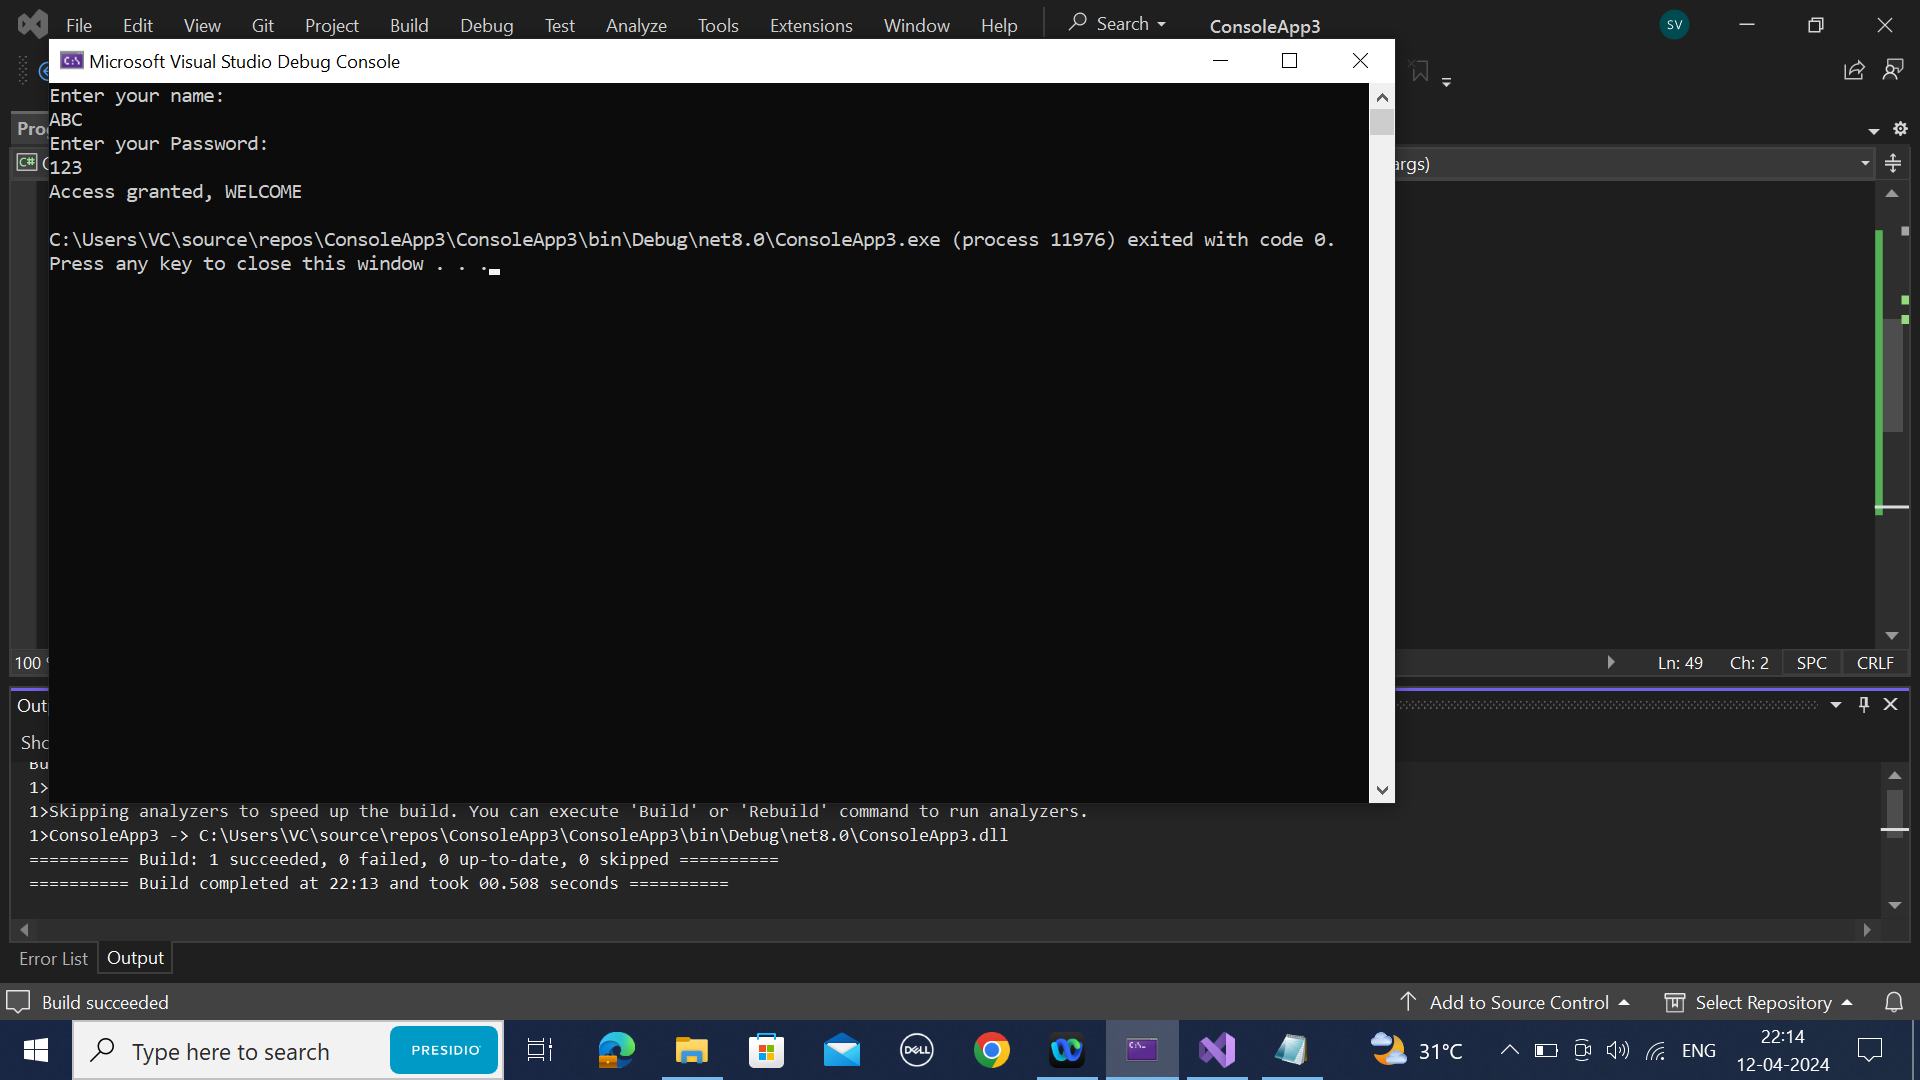 File Edit View Git Project Build Debug Test Analyze Tools Extensions Window Help Search ConsoleApp3 SV
Microsoft Visual Studio Debug Console
Enter your name:
ABC
Enter your Password:
123
Access granted, WELCOME
C:\Users\VC\source\repos\ConsoleApp3\ConsoleApp3\bin\Debug\net8.0\ConsoleApp3.exe (process 11976) exited with code 0.
Press any key to close this window . . .
C#
args)
100
Ln: 49 Ch: 2 SPC CRLF
1>
1>Skipping analyzers to speed up the build. You can execute 'Build' or 'Rebuild' command to run analyzers.
1>ConsoleApp3 -> C:\Users\VC\source\repos\ConsoleApp3\ConsoleApp3\bin\Debug\net8.0\ConsoleApp3.dll
========== Build: 1 succeeded, 0 failed, 0 up-to-date, 0 skipped ==========
========== Build completed at 22:13 and took 00.508 seconds ==========
Error List Output
Build succeeded Add to Source Control Select Repository
Type here to search PRESIDIO DELL 31°C ENG 22:14
12-04-2024